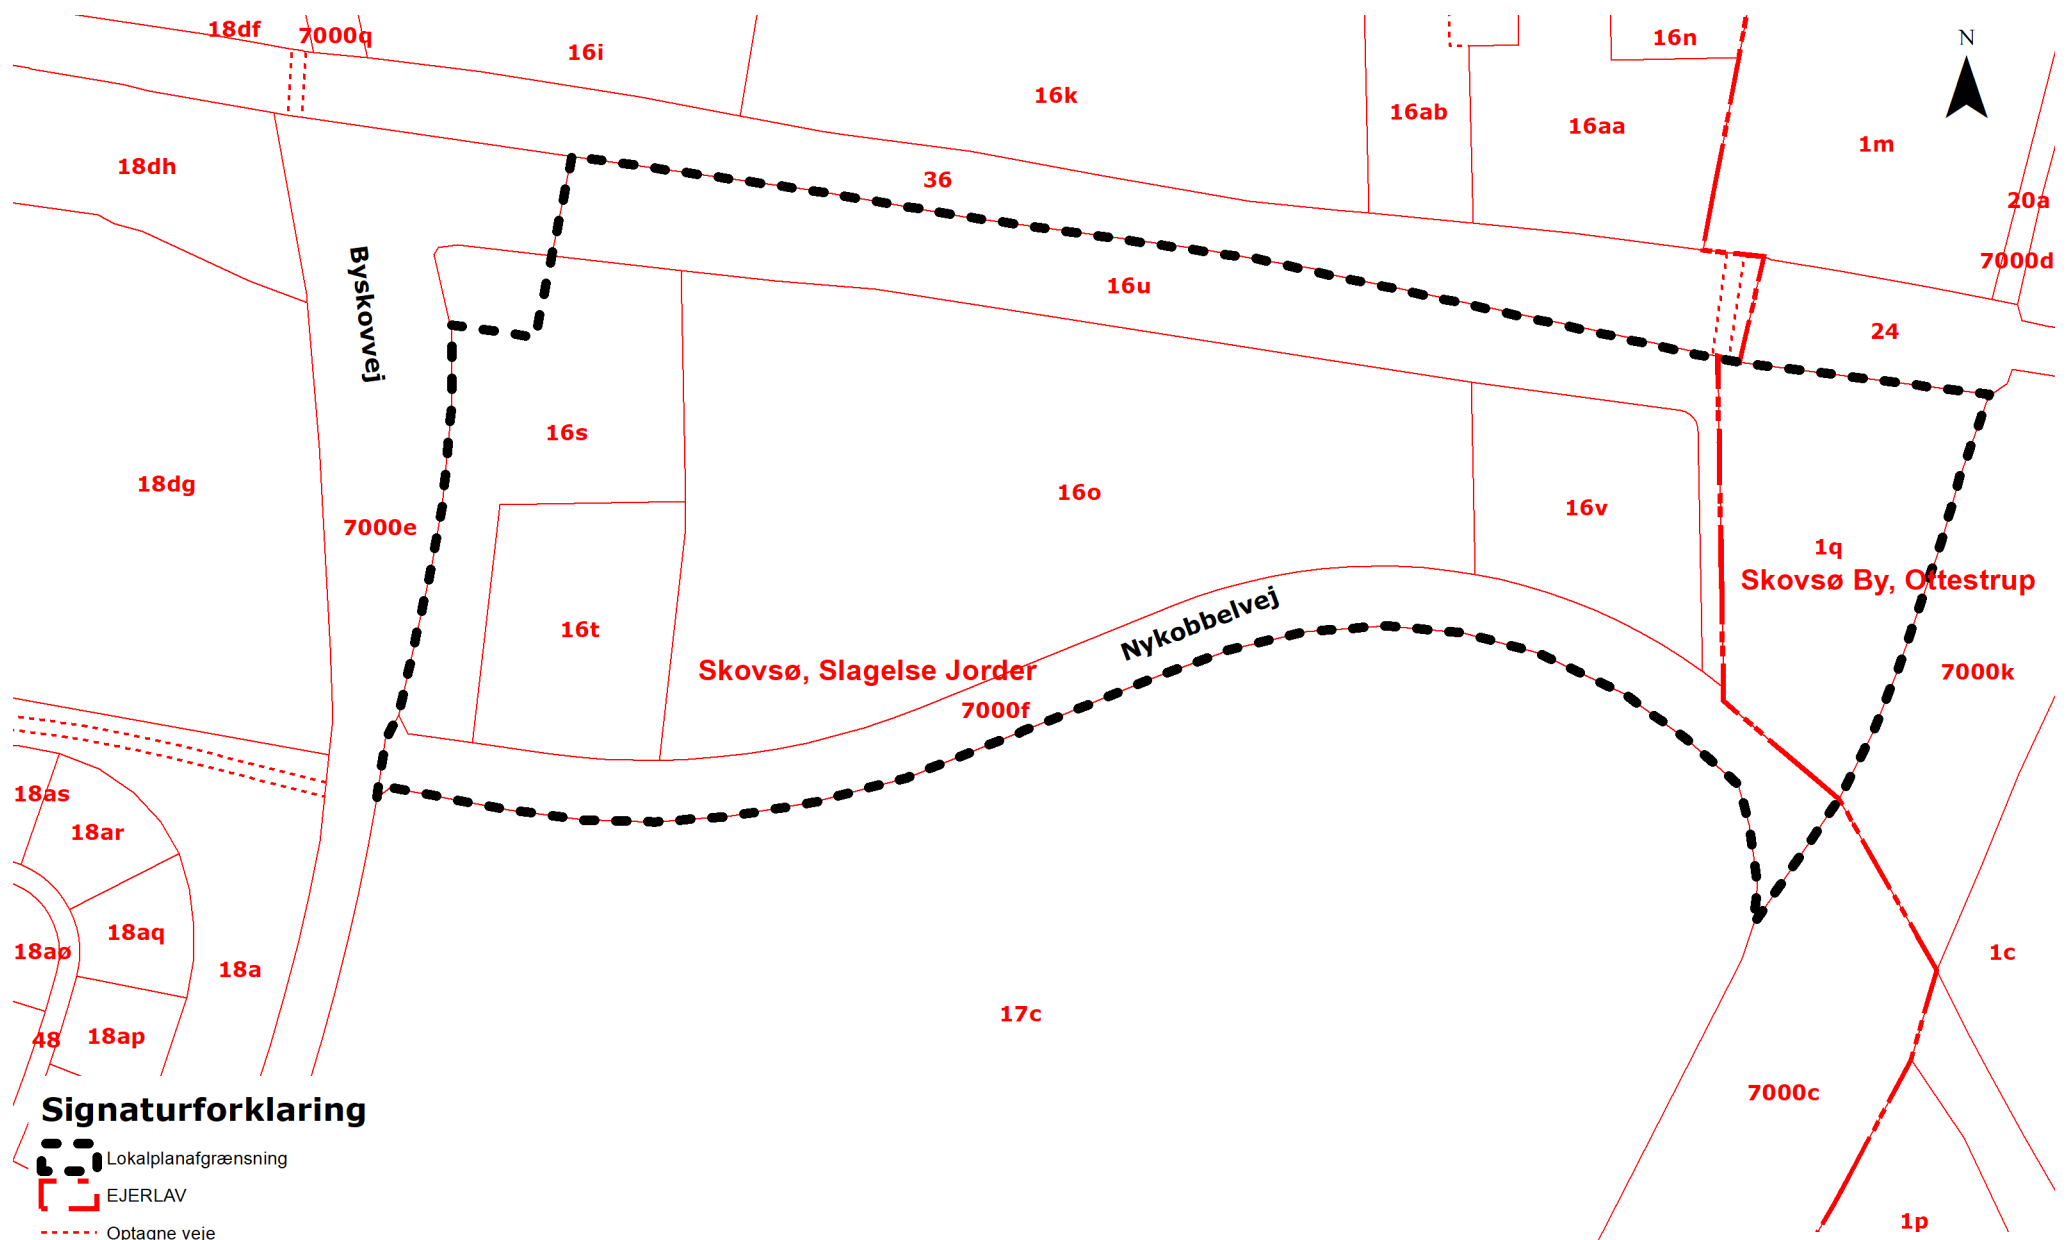 18df
7000q
16i
N
16n
16k
16ab
16aa
1m
18dh
36
20a
7000d
Byskovvej
16u
24
16s
18dg
16o
16v
7000e
1q
Skovsø By, Ottestrup
16t
Nykobbelvej
Skovsø, Slagelse Jorder
7000k
7000f
18as
18ar
18aq
18aø
18a
1c
17c
48
18ap
7000c
Signaturforklaring
Lokalplanafgrænsning
EJERLAV
Optagne veje
1p